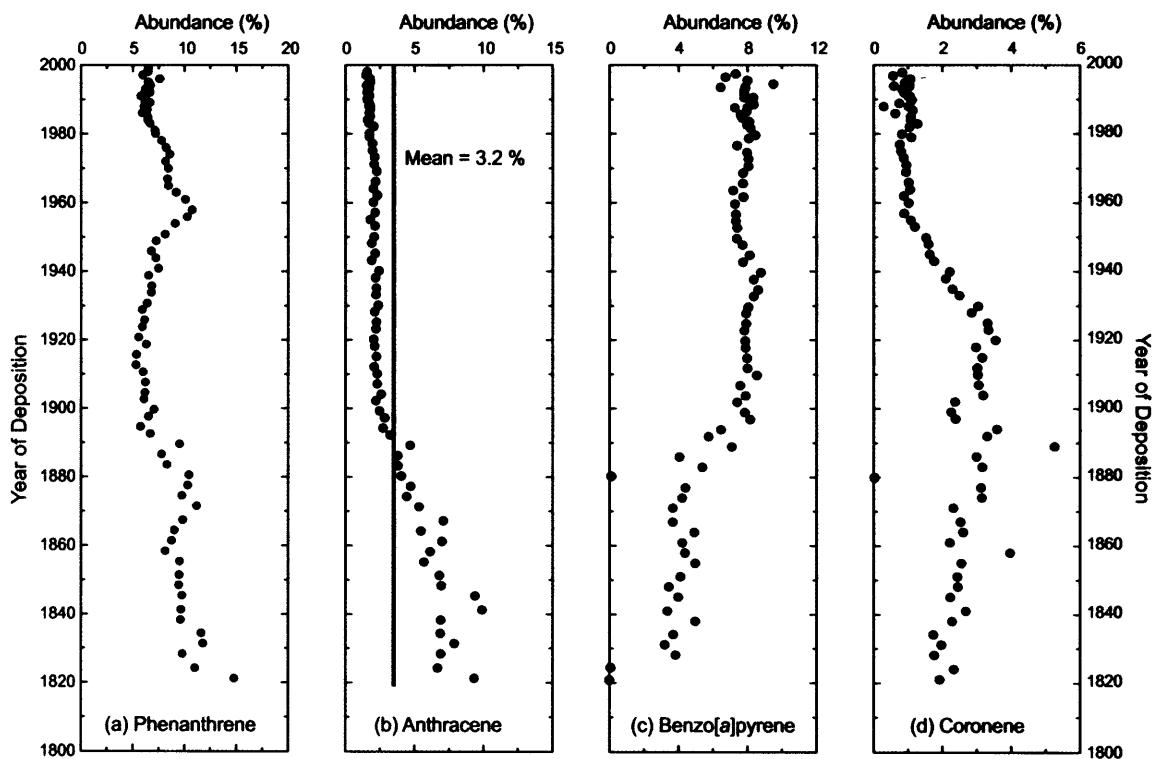 Abundance (%) Abundance (%) Abundance (%) Abundance (%)
0 5 10 15 20 0 5 10 15 0 4 8 12 0 2 4 6
2000 2000
1980 1980
Mean = 3.2 %
1960 1960
1940 1940
1920 1920
Year of Deposition
Year of Deposition
1900 1900
1880 1880
1860 1860
1840 1840
1820 1820
(a) Phenanthrene (b) Anthracene (c) Benzo[a]pyrene (d) Coronene
1800 1800